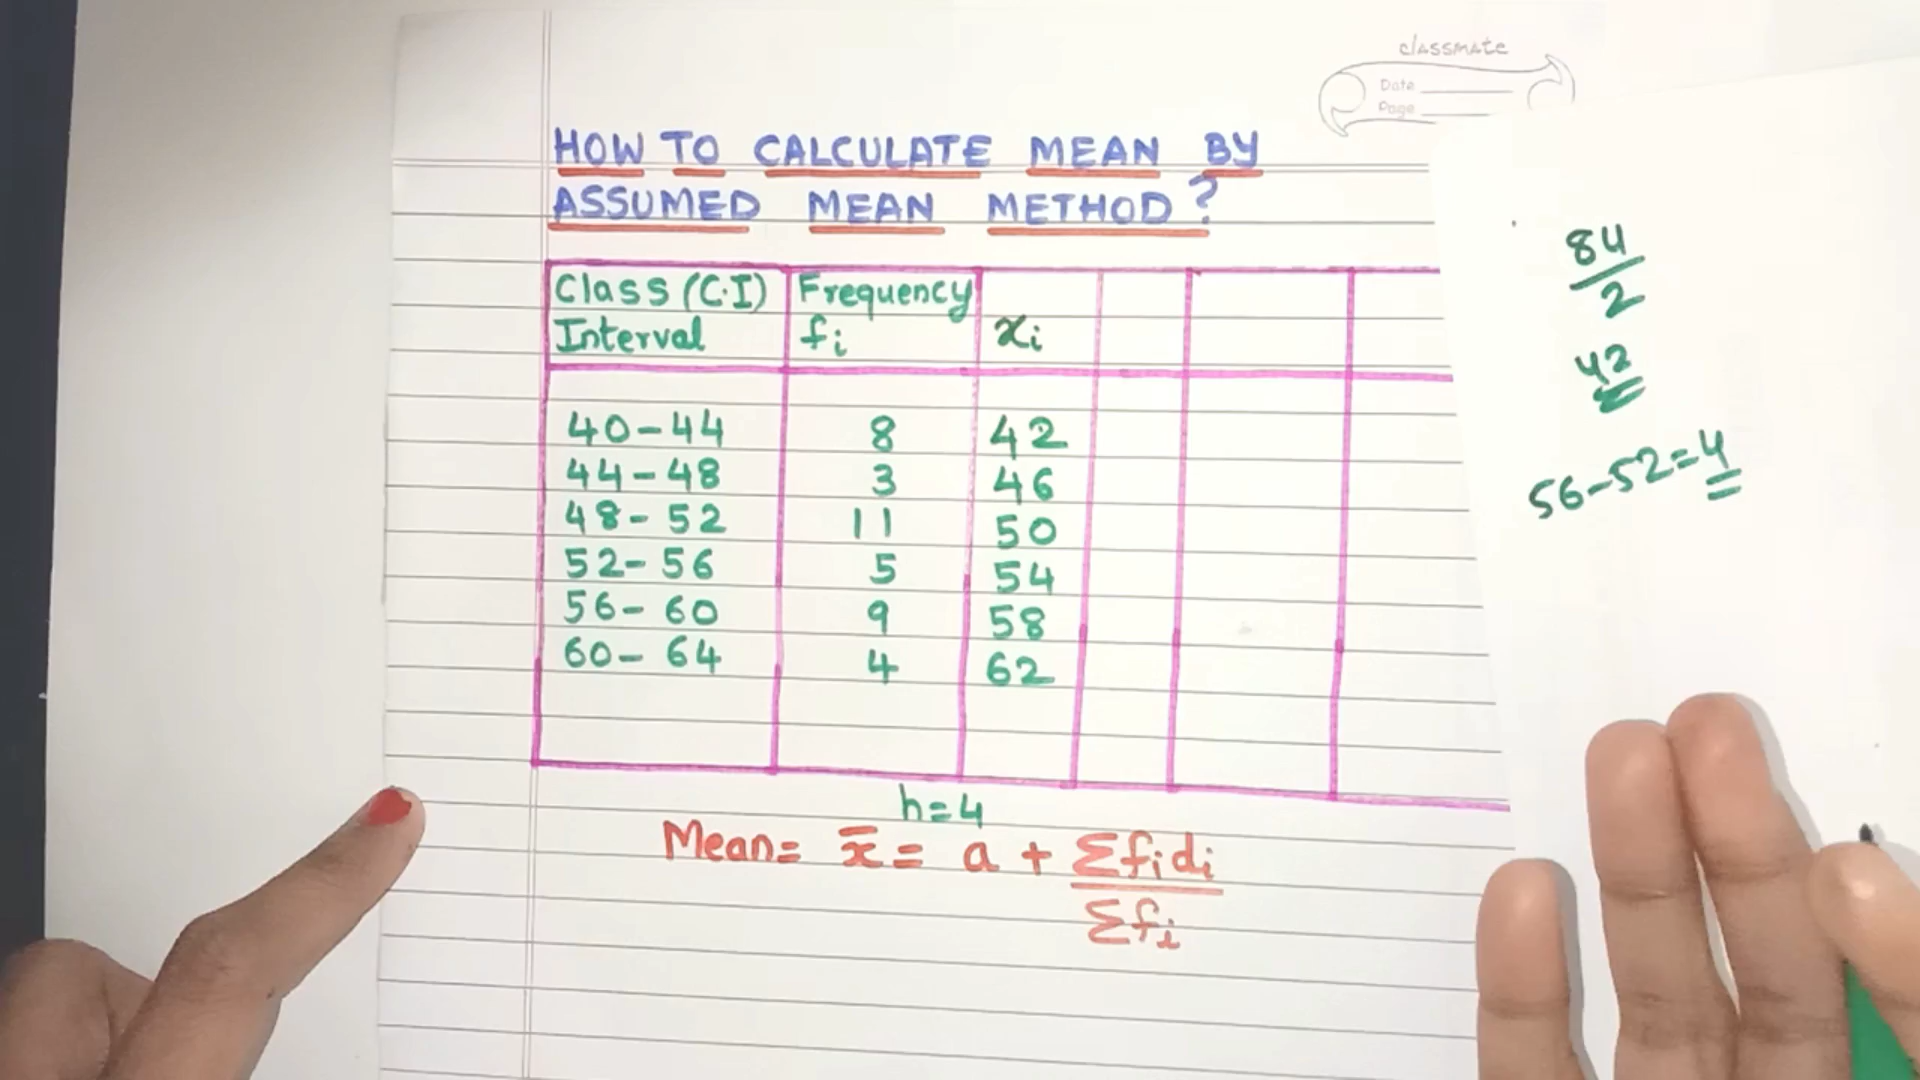 classmate
Date
Page
HOW TO CALCULATE MEAN BY
ASSUMED MEAN METHOD?
Class (C.I) Interval Frequency fi xi
40-44 8 42
44-48 3 46
48-52 11 50
52-56 5 54
56-60 9 58
60-64 4 62
h=4
Mean= x̄ = a + Σfidi
Σfi
84
2
42
56-52=4